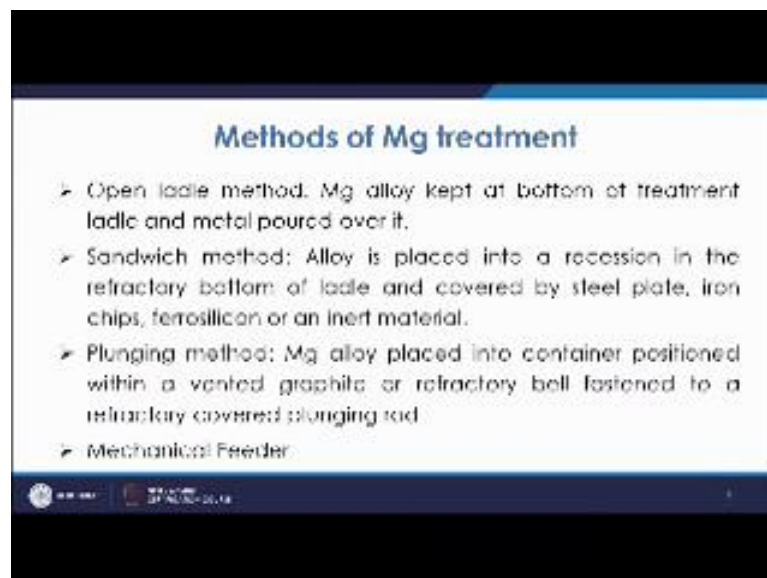 Methods of Mg treatment
➢ Open ladle method: Mg alloy kept at bottom of treatment
ladle and metal poured over it.
➢ Sandwich method: Alloy is placed into a recession in the
refractory bottom of ladle and covered by steel plate, iron
chips, ferrosilicon or an inert material.
➢ Plunging method: Mg alloy placed into container positioned
within a vented graphite or refractory bell fastened to a
refractory covered plunging rod
➢ Mechanical Feeder